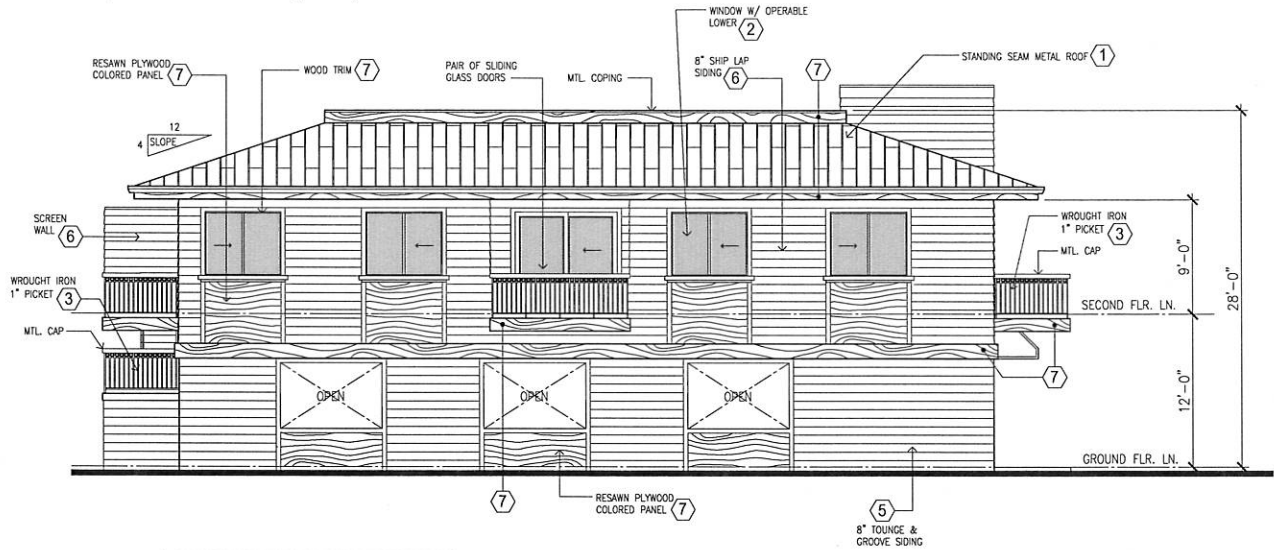 WINDOW W/ OPERABLE
LOWER 2
RESAWN PLYWOOD
COLORED PANEL 7
WOOD TRIM 7
PAIR OF SLIDING
GLASS DOORS
MTL. COPING
8" SHIP LAP
SIDING 6
7
STANDING SEAM METAL ROOF 1
12
4 SLOPE
SCREEN
WALL
6
WROUGHT IRON
1" PICKET 3
MTL. CAP
WROUGHT IRON
1" PICKET 3
MTL. CAP
9'-0"
28'-0"
SECOND FLR. LN.
7
7
12'-0"
OPEN
OPEN
OPEN
GROUND FLR. LN.
7
RESAWN PLYWOOD
COLORED PANEL 7
5
8" TOUNGE &
GROOVE SIDING